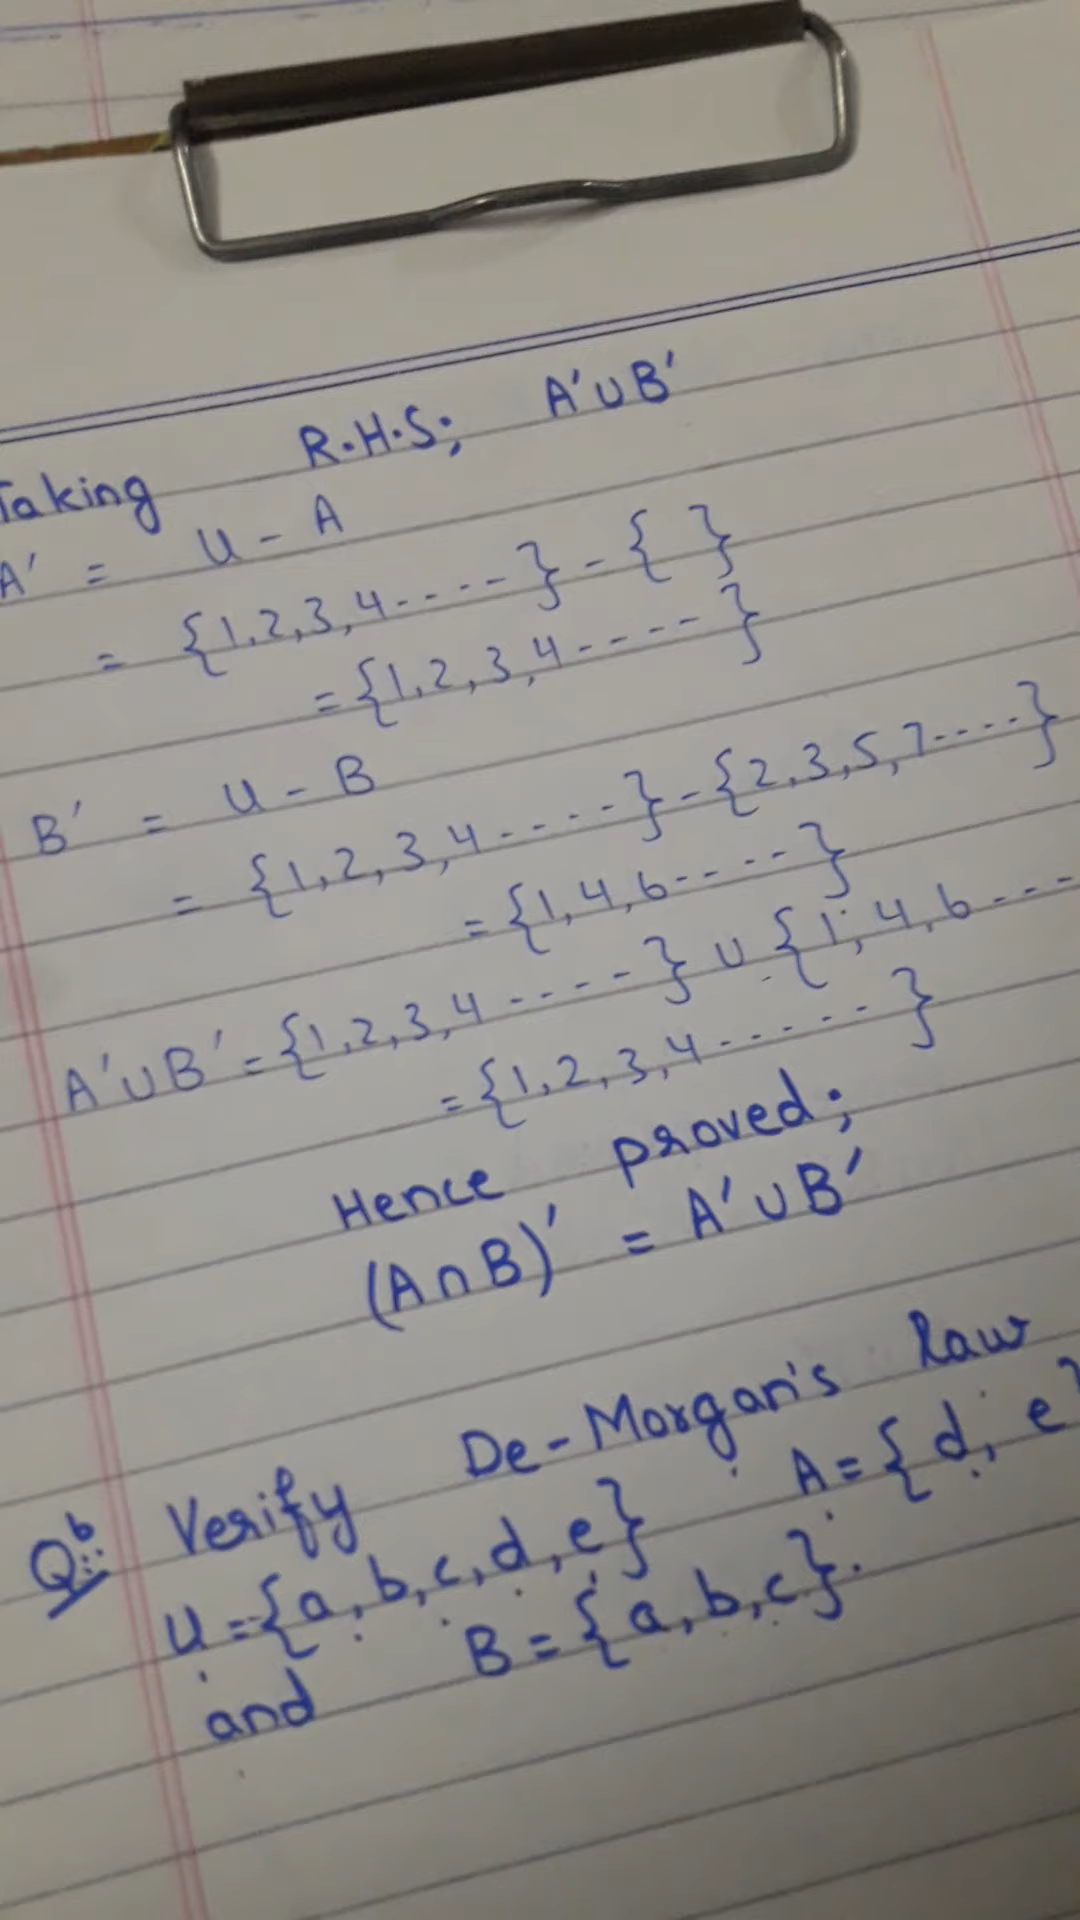 Taking R.H.S; A'∪B'
A' = U - A
= {1,2,3,4.....} - { }
= {1,2,3,4-----}
B' = U - B
= {1,2,3,4-----} - {2,3,5,7.....}
= {1,4,6-----}
A'∪B' = {1,2,3,4-----} ∪ {1,4,6---
= {1,2,3,4------}
Hence proved;
(A∩B)' = A'∪B'
Qb: Verify De-Morgan's Law
U = {a,b,c,d,e} A = {d, e}
and B = {a,b,c}.